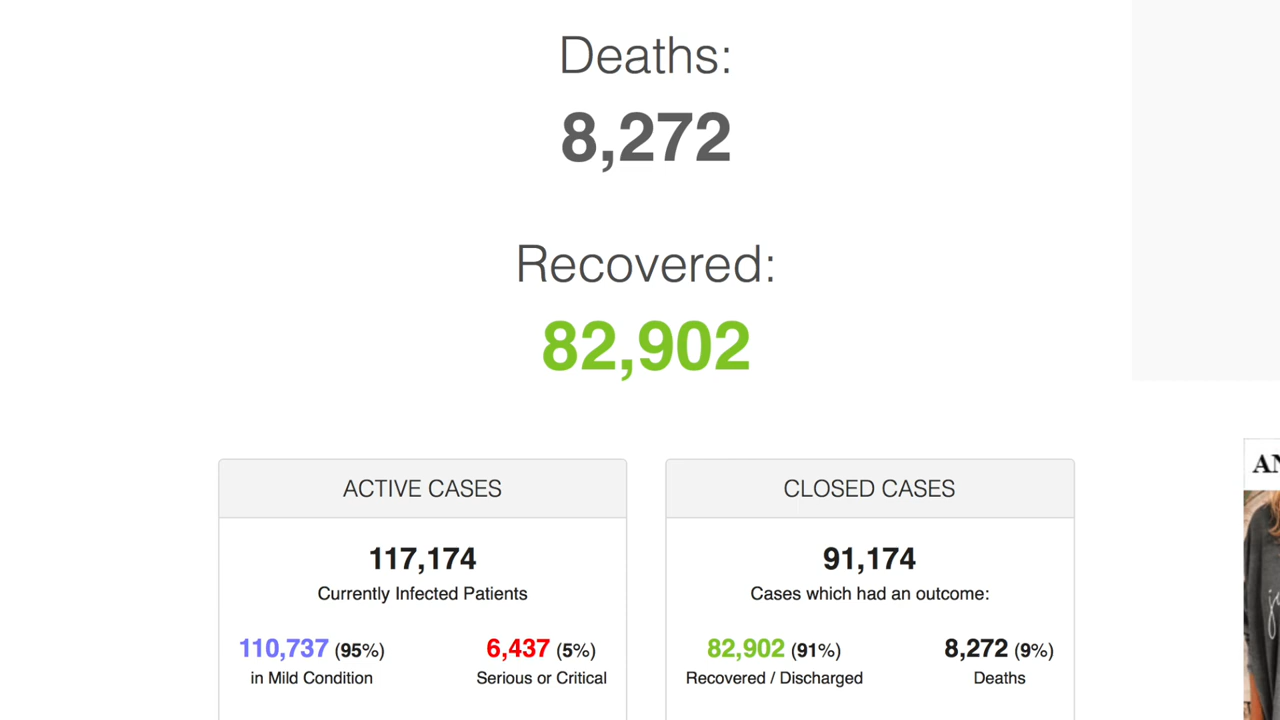 Deaths:
8,272
Recovered:
82,902
ACTIVE CASES
117,174
Currently Infected Patients
110,737 (95%)
in Mild Condition
6,437 (5%)
Serious or Critical
CLOSED CASES
91,174
Cases which had an outcome:
82,902 (91%)
Recovered / Discharged
8,272 (9%)
Deaths